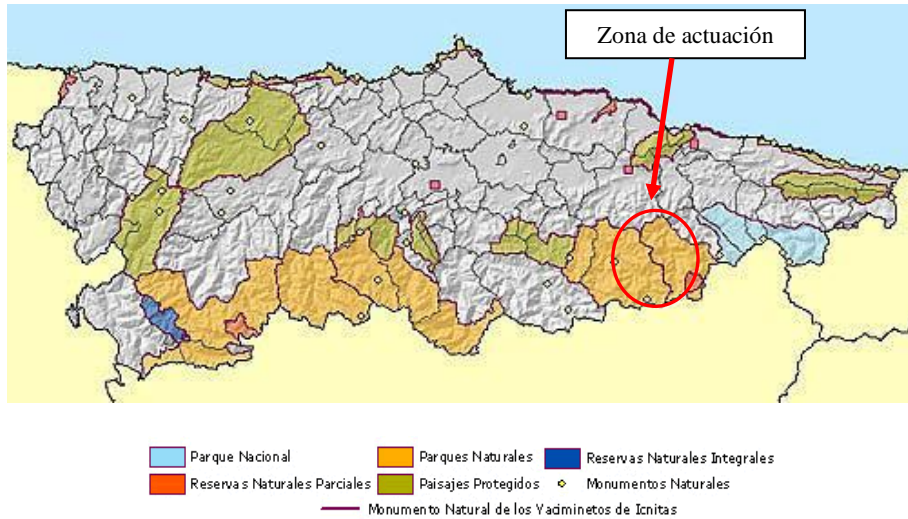 Zona de actuación
Parque Nacional
Parques Naturales
Reservas Naturales Integrales
Reservas Naturales Parciales
Paisajes Protegidos
Monumentos Naturales
Monumento Natural de los Yaciminetos de Icnitas